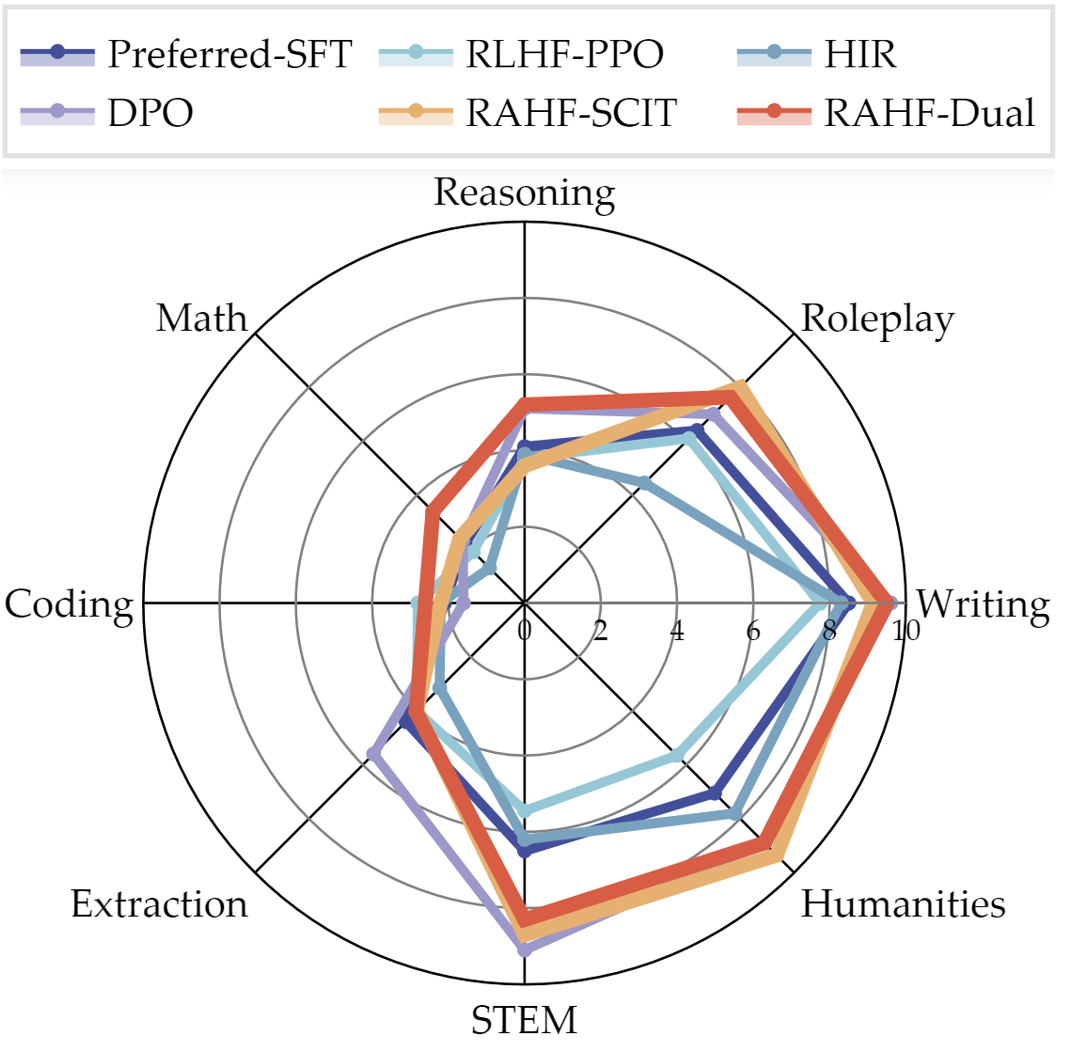 Preferred-SFT RLHF-PPO HIR
DPO RAHF-SCIT RAHF-Dual
Reasoning
Math Roleplay
Coding Writing
0 2 4 6 8 10
Extraction Humanities
STEM